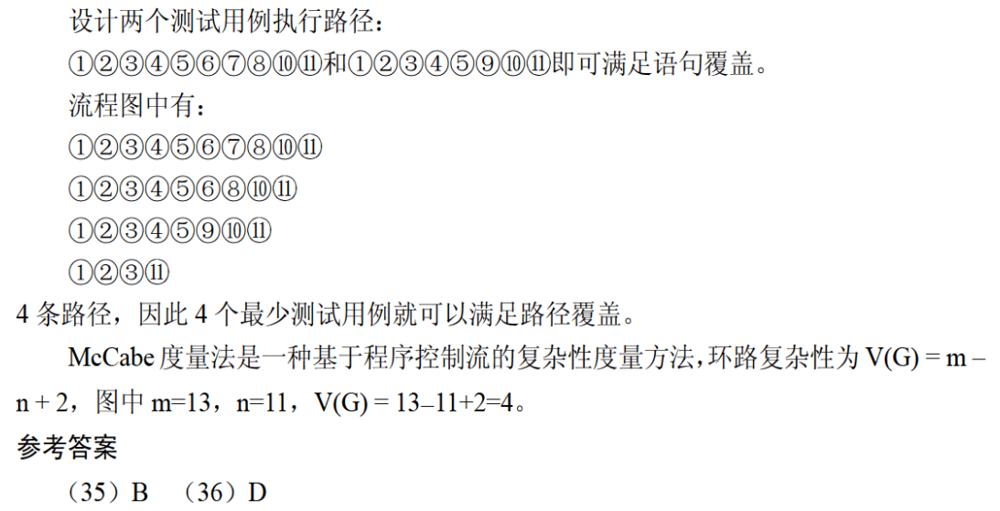 设计两个测试用例执行路径：
①②③④⑤⑥⑦⑧⑩⑪和①②③④⑤⑨⑩⑪即可满足语句覆盖。
流程图中有：
①②③④⑤⑥⑦⑧⑩⑪
①②③④⑤⑥⑧⑩⑪
①②③④⑤⑨⑩⑪
①②③⑪
4 条路径，因此 4 个最少测试用例就可以满足路径覆盖。
McCabe 度量法是一种基于程序控制流的复杂性度量方法，环路复杂性为 V(G) = m –
n + 2，图中 m=13，n=11，V(G) = 13–11+2=4。
参考答案
（35）B （36）D